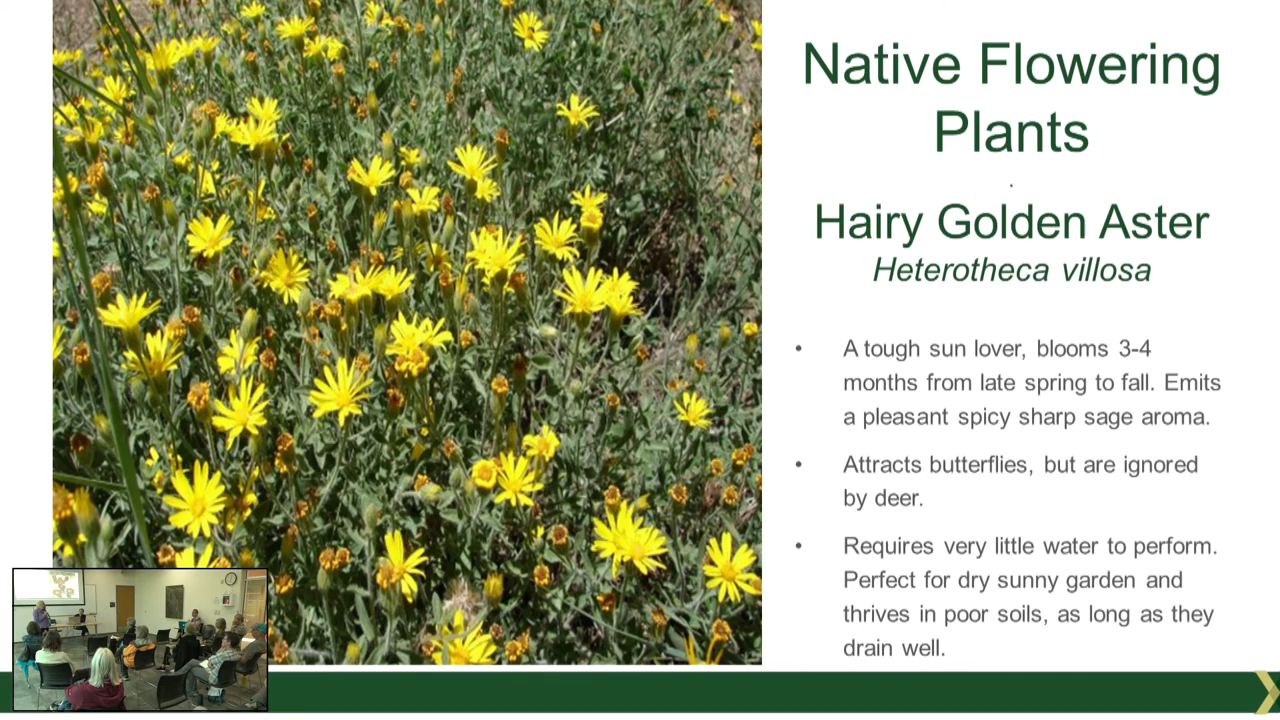 Native Flowering
Plants
.
Hairy Golden Aster
Heterotheca villosa
• A tough sun lover, blooms 3-4
months from late spring to fall. Emits
a pleasant spicy sharp sage aroma.
• Attracts butterflies, but are ignored
by deer.
• Requires very little water to perform.
Perfect for dry sunny garden and
thrives in poor soils, as long as they
drain well.